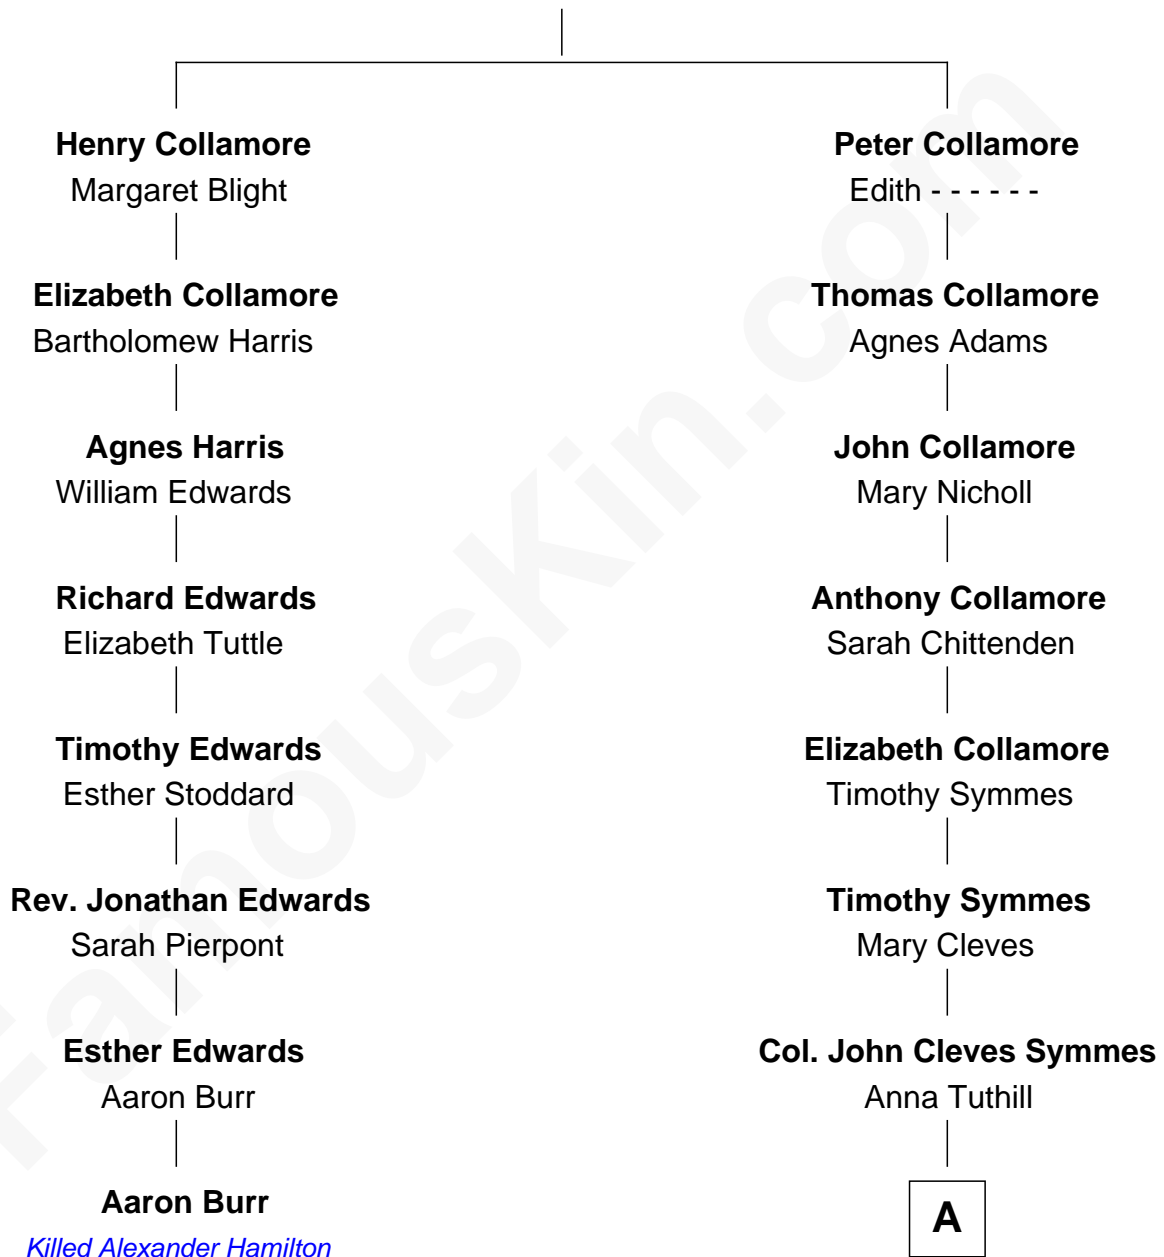 Henry Collamore
Margaret Blight
Elizabeth Collamore
Bartholomew Harris
Agnes Harris
William Edwards
Richard Edwards
Elizabeth Tuttle
Timothy Edwards
Esther Stoddard
Rev. Jonathan Edwards
Sarah Pierpont
Esther Edwards
Aaron Burr
Aaron Burr
Killed Alexander Hamilton
Peter Collamore
Edith - - - - - -
Thomas Collamore
Agnes Adams
John Collamore
Mary Nicholl
Anthony Collamore
Sarah Chittenden
Elizabeth Collamore
Timothy Symmes
Timothy Symmes
Mary Cleves
Col. John Cleves Symmes
Anna Tuthill
A
FamousKin.com